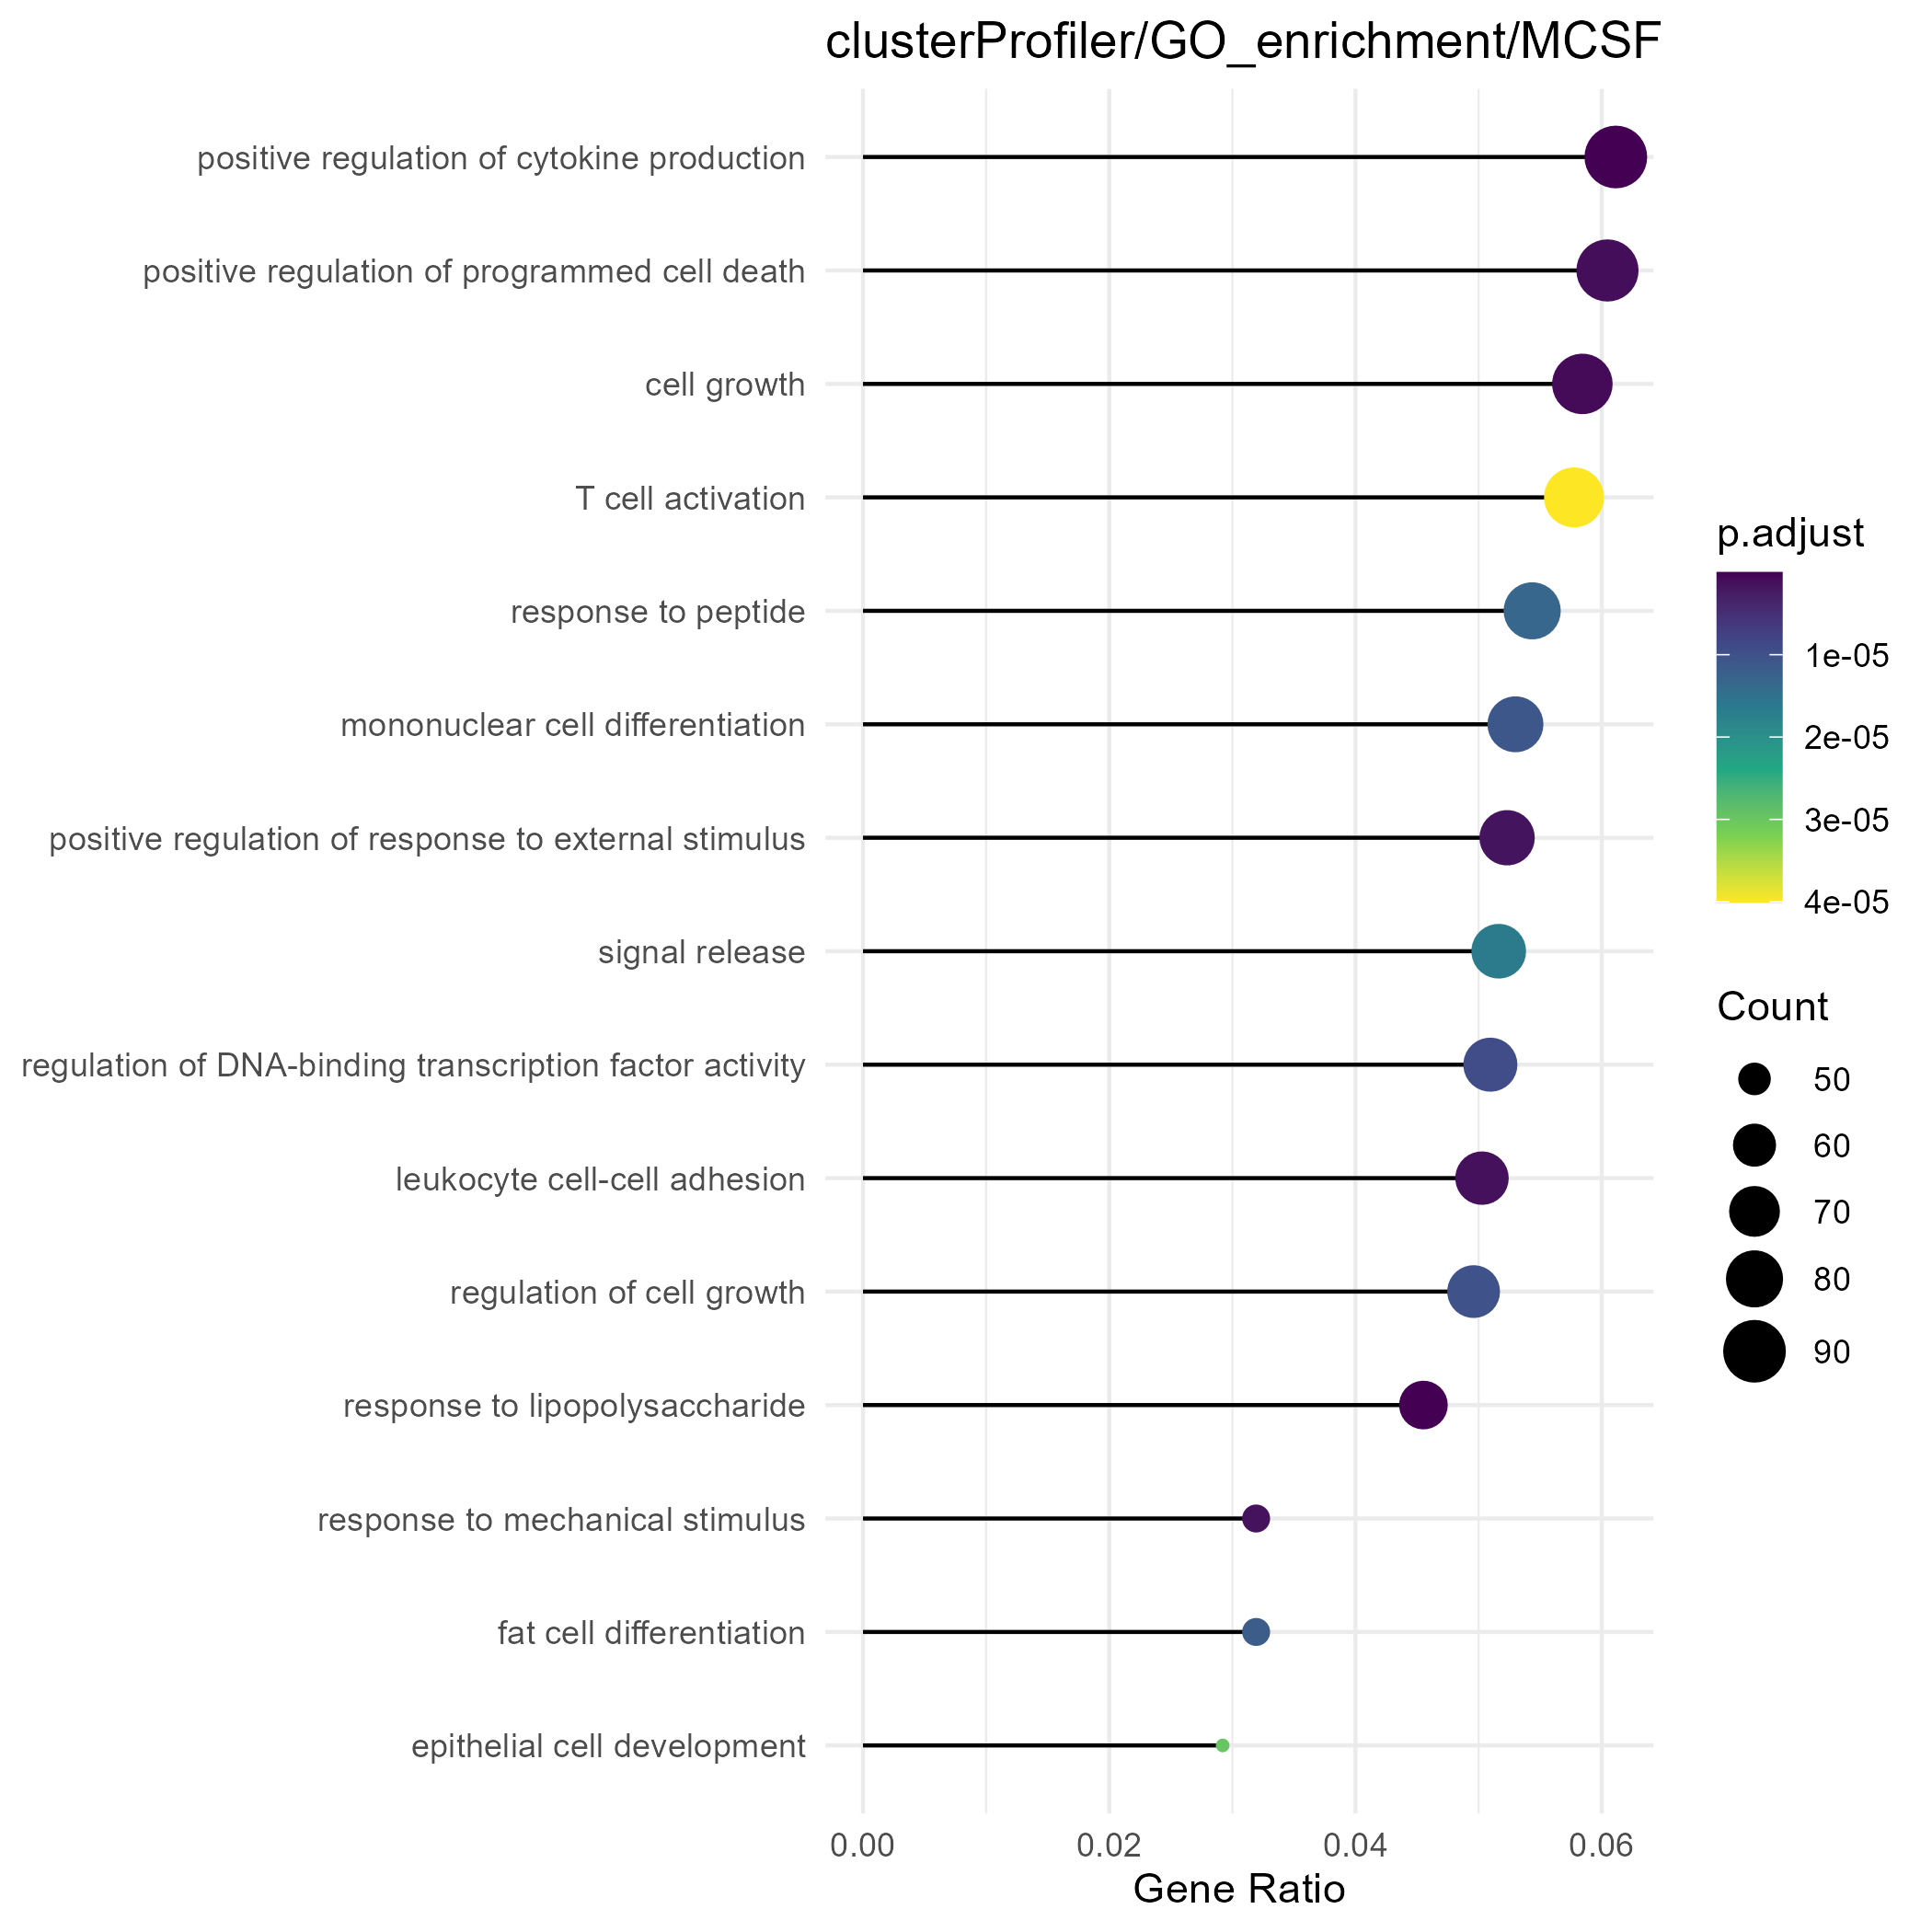 clusterProfiler/GO_enrichment/MCSF
positive regulation of cytokine production
positive regulation of programmed cell death
cell growth
T cell activation
response to peptide
mononuclear cell differentiation
positive regulation of response to external stimulus
signal release
regulation of DNA-binding transcription factor activity
leukocyte cell-cell adhesion
regulation of cell growth
response to lipopolysaccharide
response to mechanical stimulus
fat cell differentiation
epithelial cell development
0.00 0.02 0.04 0.06
Gene Ratio
p.adjust
1e-05
2e-05
3e-05
4e-05
Count
50
60
70
80
90